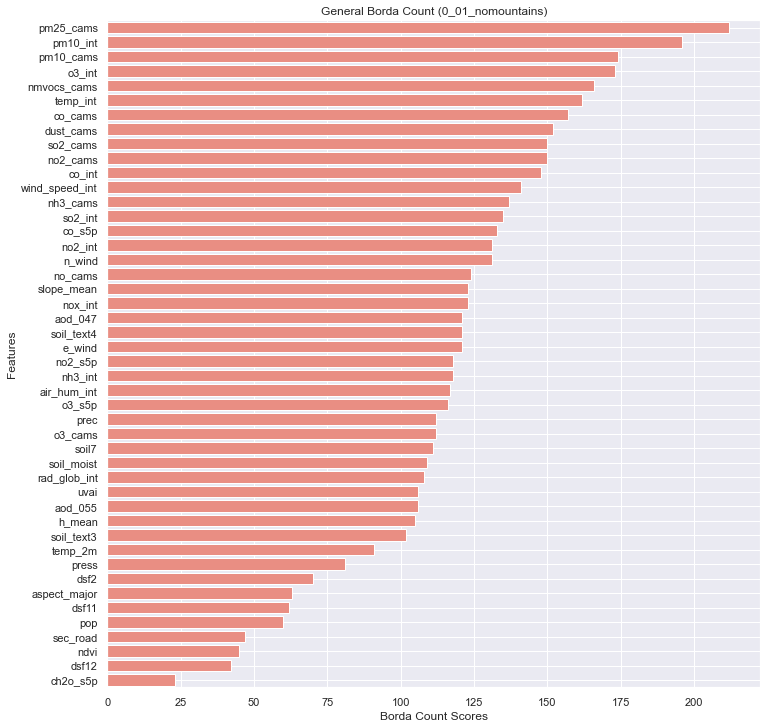 General Borda Count (0_01_nomountains)
pm25_cams
pm10_int
pm10_cams
o3_int
nmvocs_cams
temp_int
co_cams
dust_cams
so2_cams
no2_cams
co_int
wind_speed_int
nh3_cams
so2_int
co_s5p
no2_int
n_wind
no_cams
slope_mean
nox_int
aod_047
soil_text4
e_wind
no2_s5p
nh3_int
air_hum_int
o3_s5p
prec
o3_cams
soil7
soil_moist
rad_glob_int
uvai
aod_055
h_mean
soil_text3
temp_2m
press
dsf2
aspect_major
dsf11
pop
sec_road
ndvi
dsf12
ch2o_s5p
Features
0 25 50 75 100 125 150 175 200
Borda Count Scores